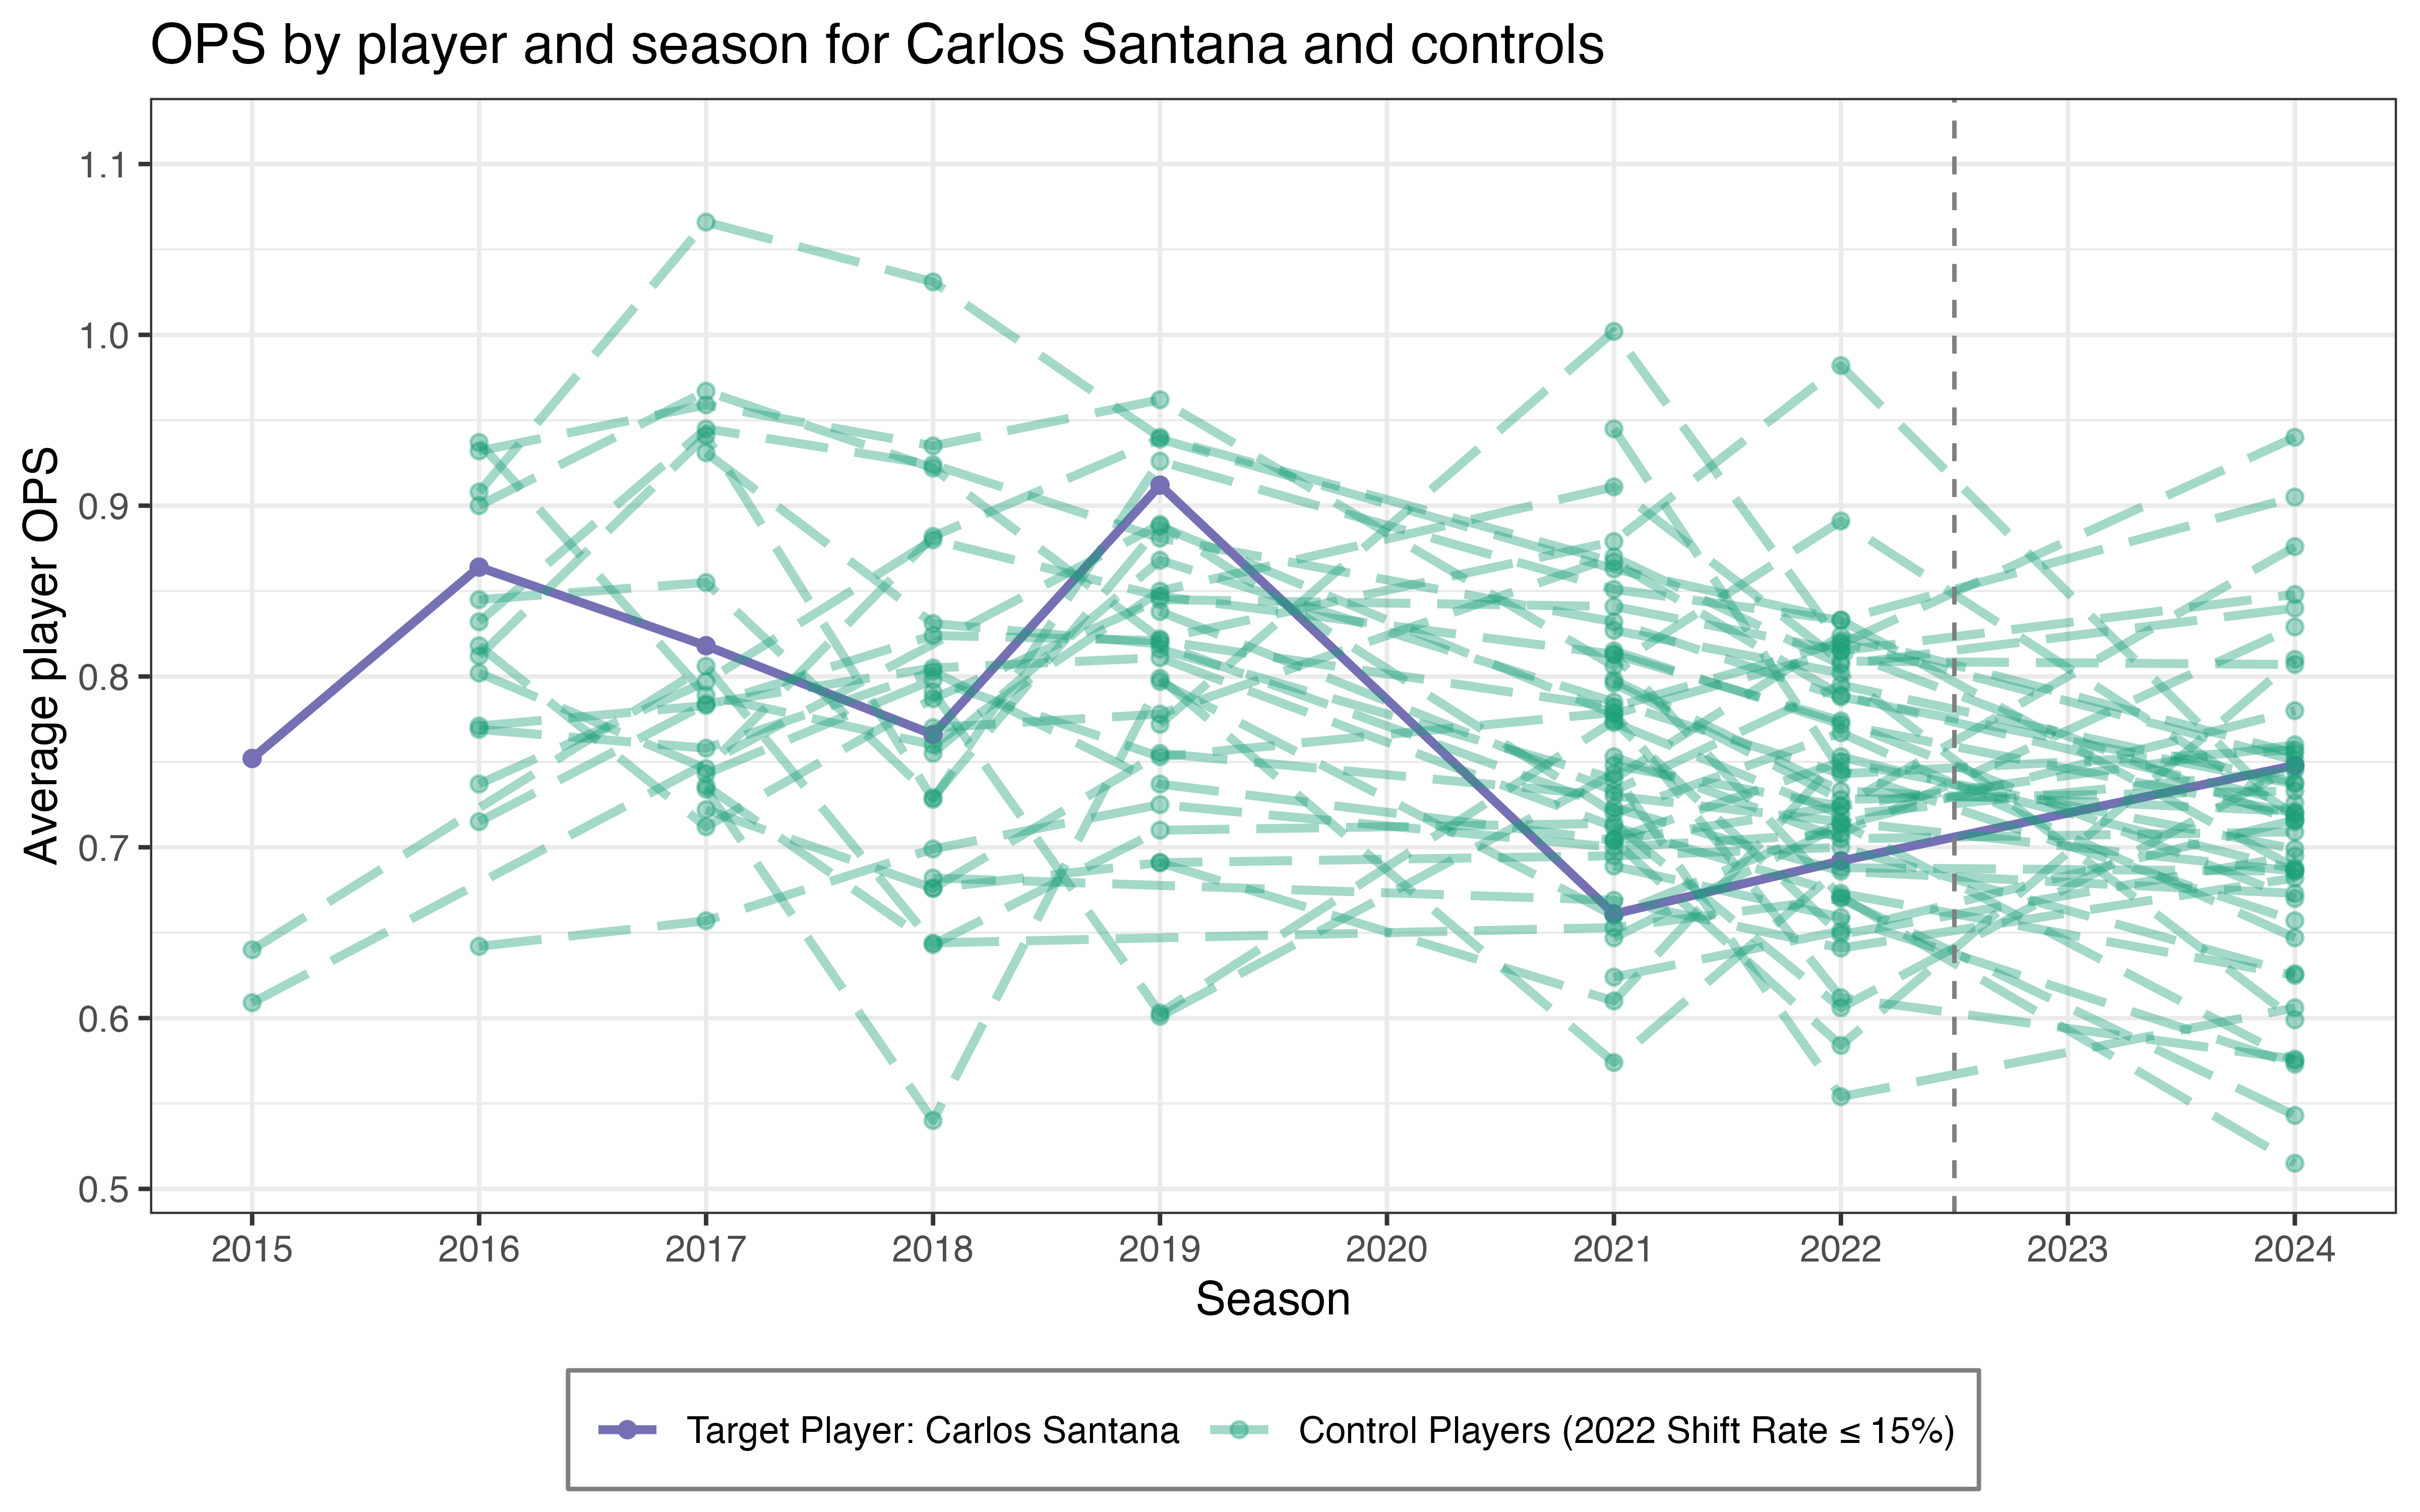 OPS by player and season for Carlos Santana and controls
Average player OPS
1.1
1.0
0.9
0.8
0.7
0.6
0.5
2015 2016 2017 2018 2019 2020 2021 2022 2023 2024
Season
Target Player: Carlos Santana Control Players (2022 Shift Rate ≤ 15%)